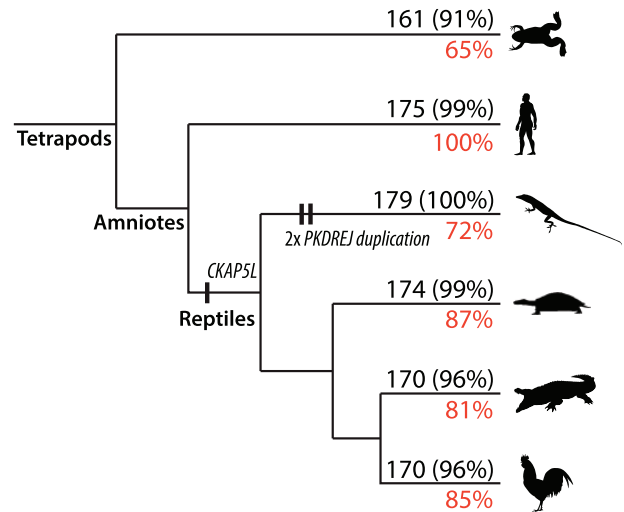 161 (91%)
65%
175 (99%)
100%
Tetrapods
179 (100%)
Amniotes
2x PKDREJ duplication
72%
CKAP5L
174 (99%)
Reptiles
87%
170 (96%)
81%
170 (96%)
85%